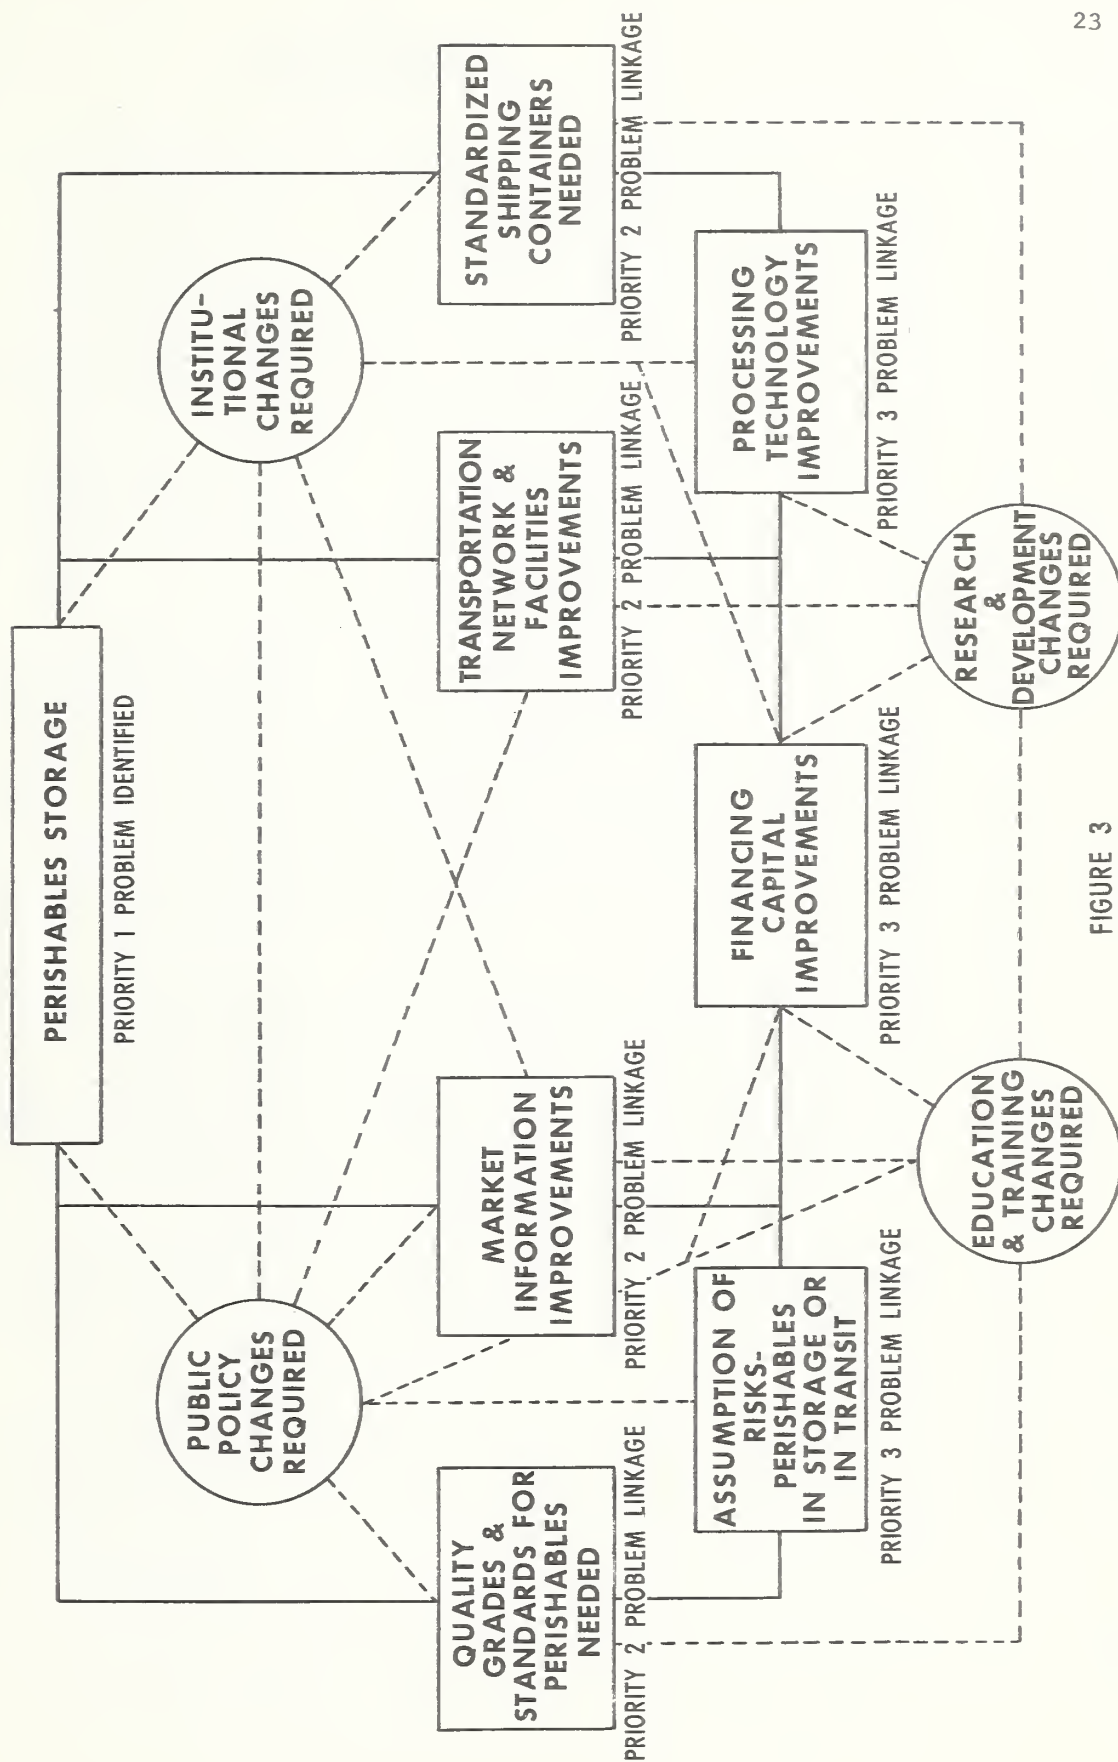 23
PERISHABLES STORAGE
PRIORITY 1 PROBLEM IDENTIFIED
PUBLIC
POLICY
CHANGES
REQUIRED
INSTITU-
TIONAL
CHANGES
REQUIRED
QUALITY
GRADES &
STANDARDS FOR
PERISHABLES
NEEDED
PRIORITY 2 PROBLEM LINKAGE
MARKET
INFORMATION
IMPROVEMENTS
PRIORITY 2 PROBLEM LINKAGE
TRANSPORTATION
NETWORK &
FACILITIES
IMPROVEMENTS
PRIORITY 2 PROBLEM LINKAGE
STANDARDIZED
SHIPPING
CONTAINERS
NEEDED
PRIORITY 2 PROBLEM LINKAGE
ASSUMPTION OF
RISKS-
PERISHABLES
IN STORAGE OR
IN TRANSIT
PRIORITY 3 PROBLEM LINKAGE
FINANCING
CAPITAL
IMPROVEMENTS
PRIORITY 3 PROBLEM LINKAGE
PROCESSING
TECHNOLOGY
IMPROVEMENTS
PRIORITY 3 PROBLEM LINKAGE
EDUCATION
& TRAINING
CHANGES
REQUIRED
RESEARCH
&
DEVELOPMENT
CHANGES
REQUIRED
FIGURE 3